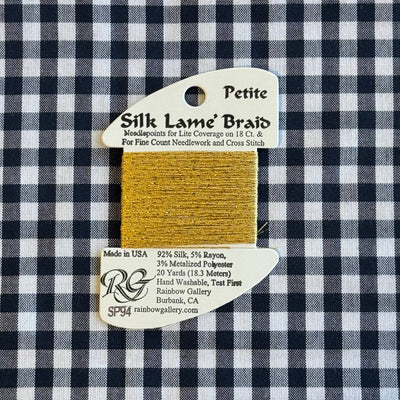 Petite
Silk Lamé Braid
Needlepoints for Lite Coverage on 18 Ct. &
For Fine Count Needlework and Cross Stitch
Made in USA
92% Silk, 5% Rayon,
3% Metalized Polyester
20 Yards (18.3 Meters)
Hand Washable, Test First
Rainbow Gallery
Burbank, CA
rainbowgallery.com
RG
SP94